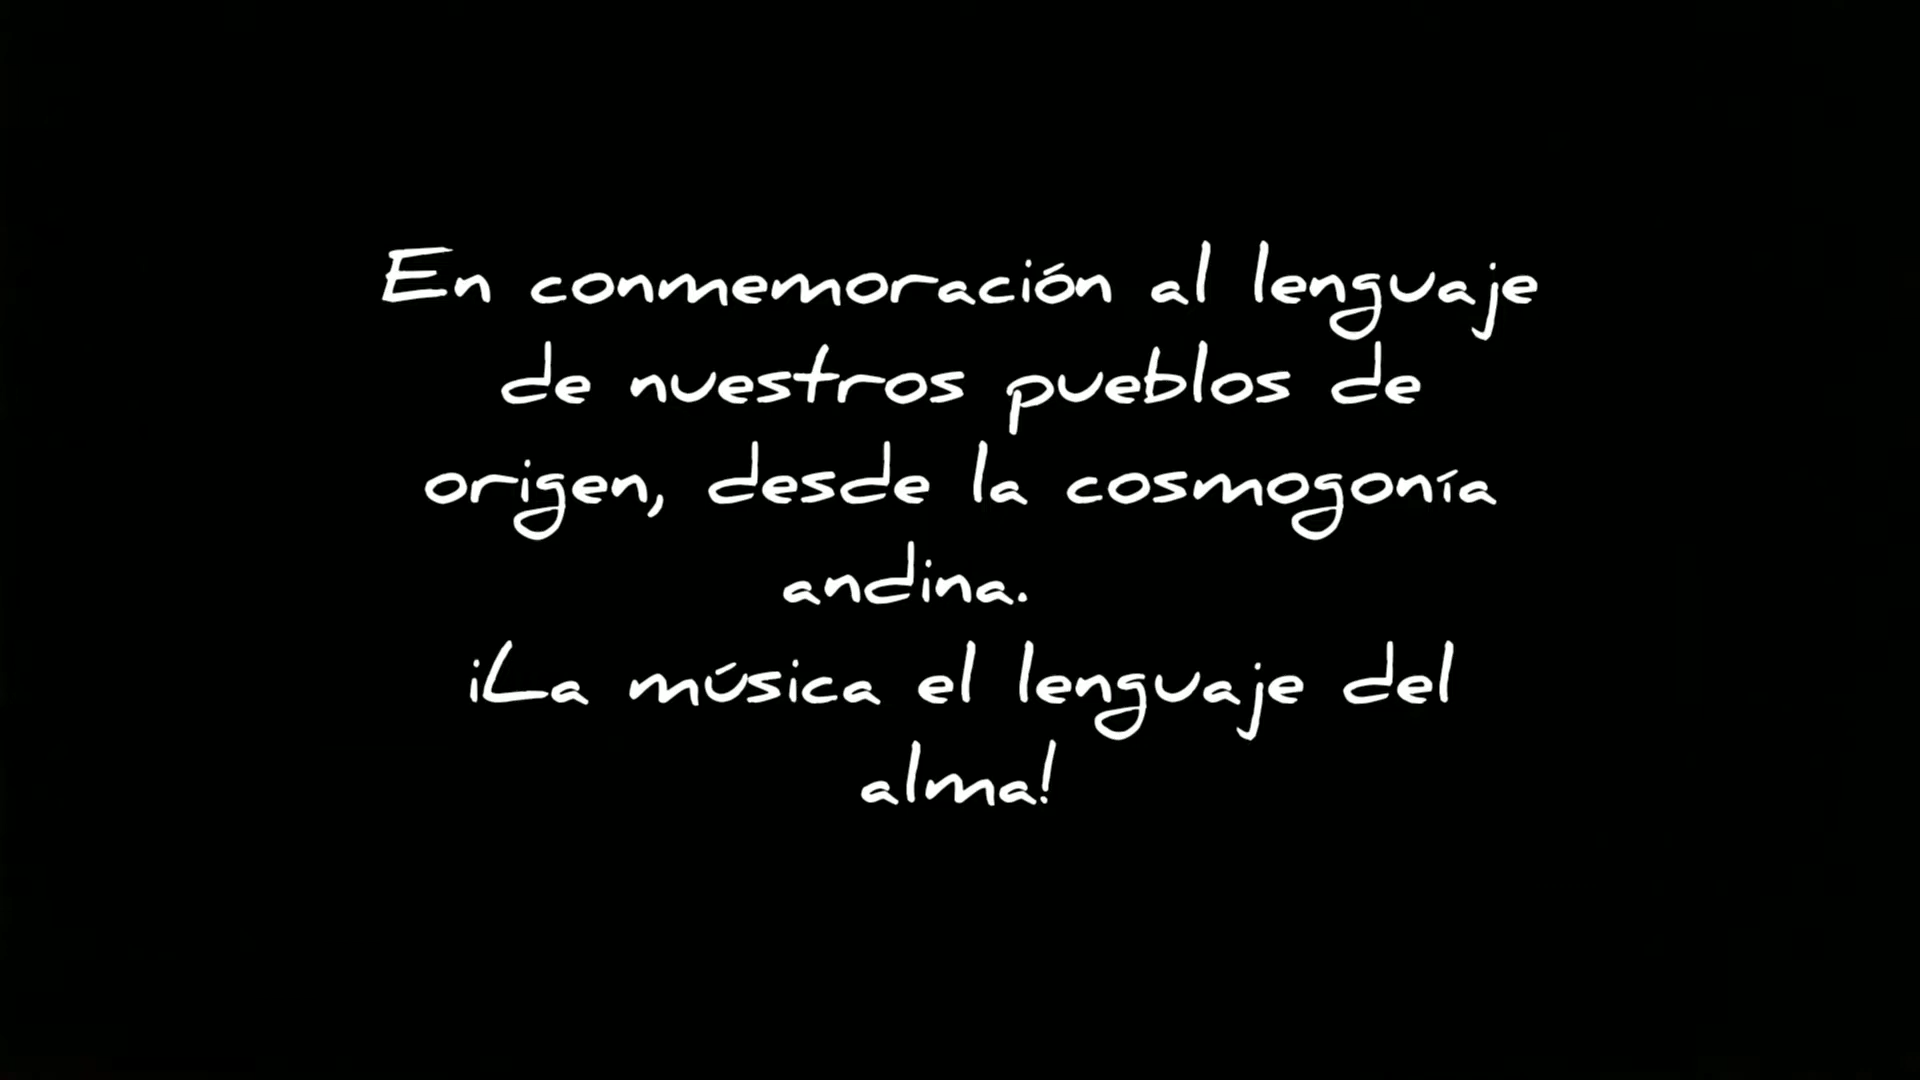 En conmemoración al lenguaje
de nuestros pueblos de
origen, desde la cosmogonía
andina.
¡La música el lenguaje del
alma!